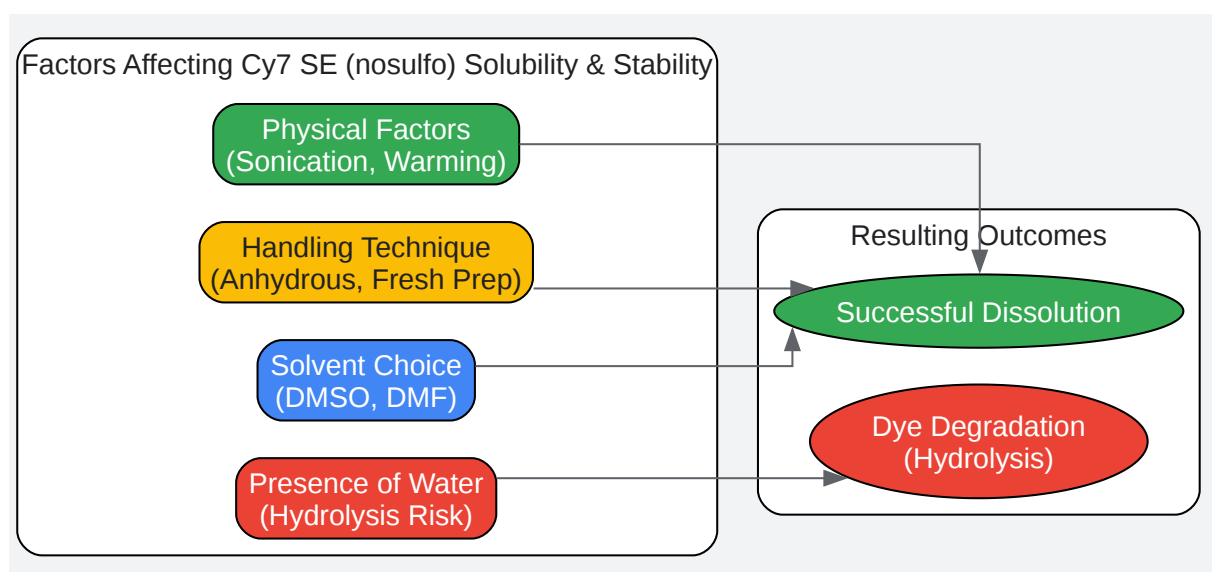 Factors Affecting Cy7 SE (nosulfo) Solubility & Stability
Physical Factors
(Sonication, Warming)
Handling Technique
(Anhydrous, Fresh Prep)
Solvent Choice
(DMSO, DMF)
Presence of Water
(Hydrolysis Risk)
Resulting Outcomes
Successful Dissolution
Dye Degradation
(Hydrolysis)